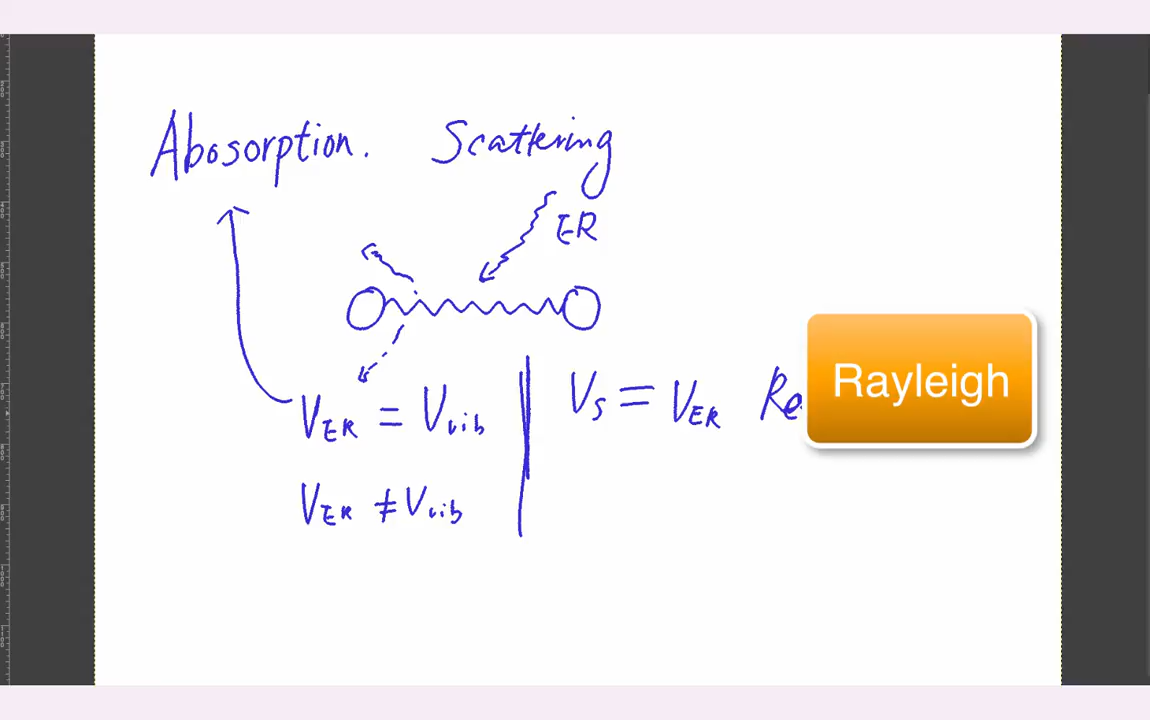 Abosorption. Scattering
ER
VER = Vvib
Vs = VER Re
Rayleigh
VER ≠ Vvib